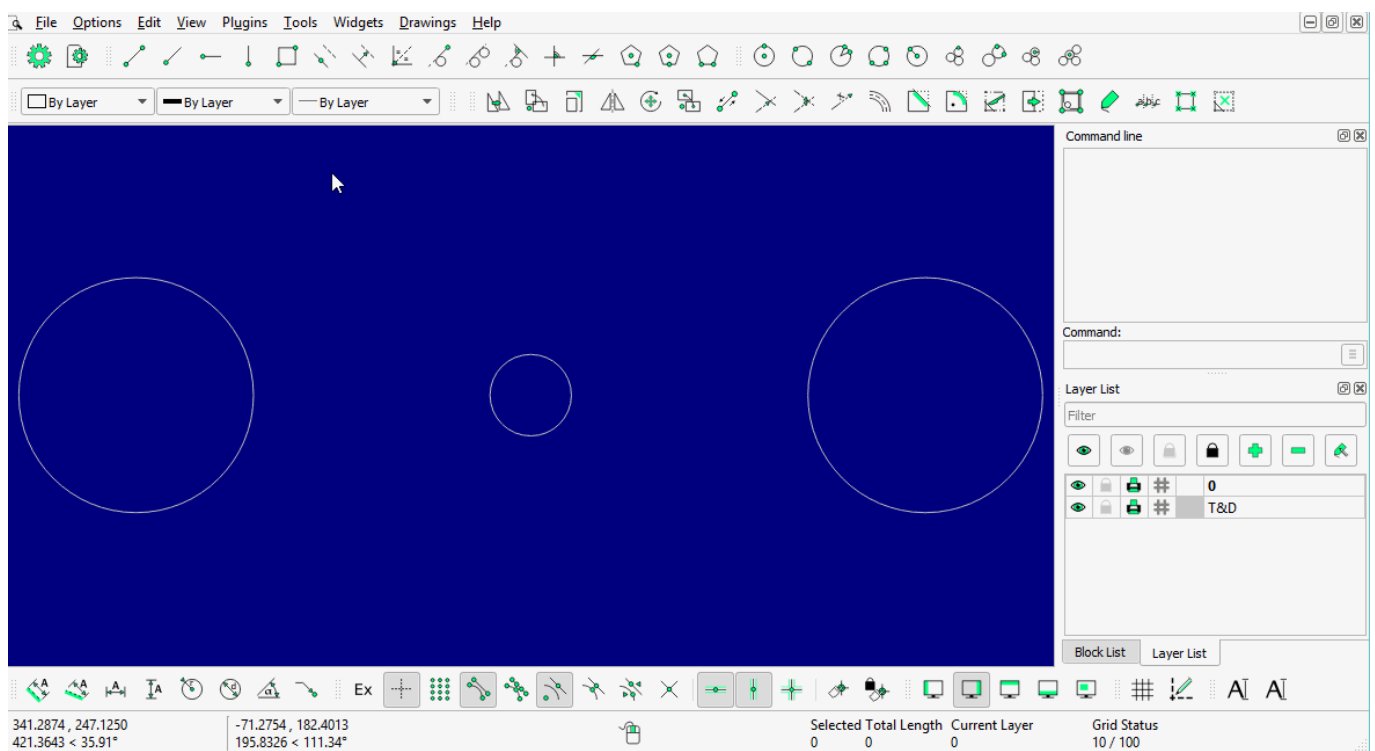 File Options Edit View Plugins Tools Widgets Drawings Help
By Layer By Layer By Layer
Command line
Command:
Layer List
Filter
0
T&D
Block List Layer List
Ex
341.2874 , 247.1250 -71.2754 , 182.4013 Selected Total Length Current Layer Grid Status
421.3643 < 35.91° 195.8326 < 111.34° 0 0 0 10 / 100